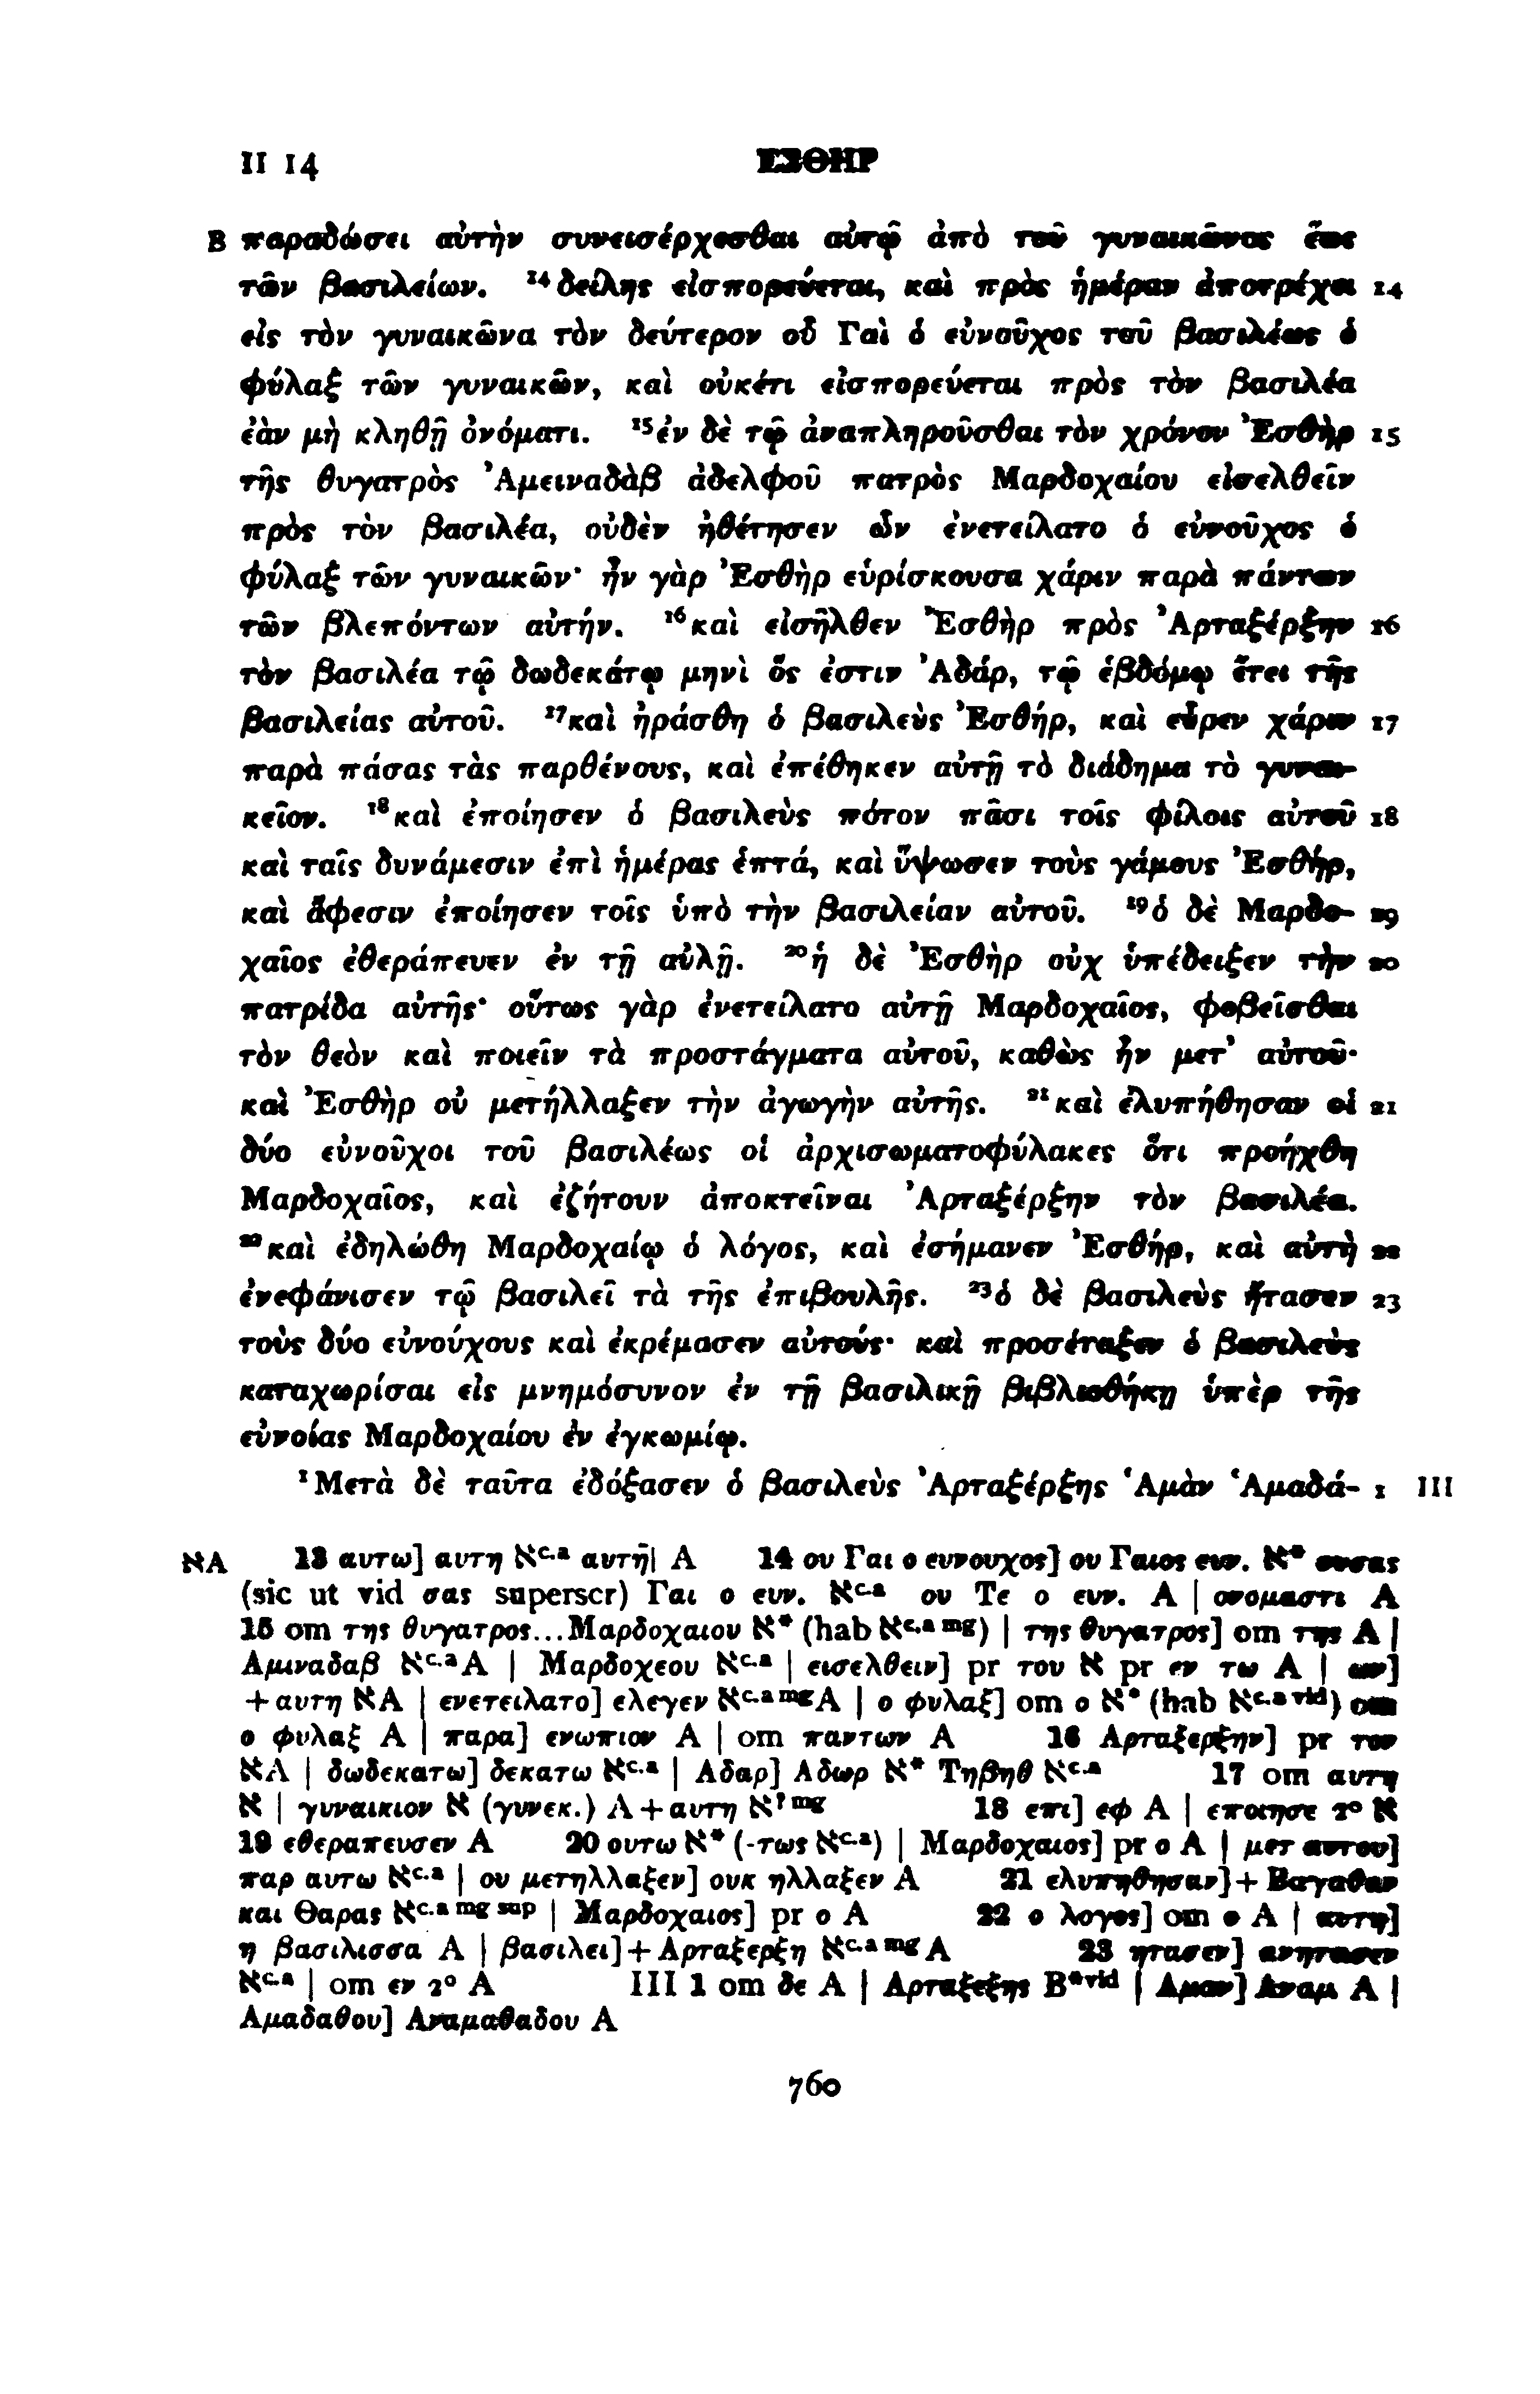 II 14 ΕΣΘΗΡ
B παραδώσει αὐτὴν συνεισέρχεσθαι αὐτῷ ἀπὸ τοῦ γυναικῶνος ἕως
τῶν βασιλείων. ¹⁴δείλης εἰσπορεύεται, καὶ πρὸς ἡμέραν ἀποτρέχει 14
εἰς τὸν γυναικῶνα τὸν δεύτερον οὗ Γαὶ ὁ εὐνοῦχος τοῦ βασιλέως ὁ
φύλαξ τῶν γυναικῶν, καὶ οὐκέτι εἰσπορεύεται πρὸς τὸν βασιλέα
ἐὰν μὴ κληθῇ ὀνόματι. ¹⁵ἐν δὲ τῷ ἀναπληροῦσθαι τὸν χρόνον Ἐσθὴρ 15
τῆς θυγατρὸς Ἀμειναδὰβ ἀδελφοῦ πατρὸς Μαρδοχαίου εἰσελθεῖν
πρὸς τὸν βασιλέα, οὐδὲν ἠθέτησεν ὧν ἐνετείλατο ὁ εὐνοῦχος ὁ
φύλαξ τῶν γυναικῶν· ἦν γὰρ Ἐσθὴρ εὑρίσκουσα χάριν παρὰ πάντων
τῶν βλεπόντων αὐτήν. ¹⁶καὶ εἰσῆλθεν Ἐσθὴρ πρὸς Ἀρταξέρξην 16
τὸν βασιλέα τῷ δωδεκάτῳ μηνὶ ὅς ἐστιν Ἀδάρ, τῷ ἑβδόμῳ ἔτει τῆς
βασιλείας αὐτοῦ. ¹⁷καὶ ἠράσθη ὁ βασιλεὺς Ἐσθήρ, καὶ εὗρεν χάριν 17
παρὰ πάσας τὰς παρθένους, καὶ ἐπέθηκεν αὐτῇ τὸ διάδημα τὸ γυναι-
κεῖον. ¹⁸καὶ ἐποίησεν ὁ βασιλεὺς πότον πᾶσι τοῖς φίλοις αὐτοῦ 18
καὶ ταῖς δυνάμεσιν ἐπὶ ἡμέρας ἑπτά, καὶ ὕψωσεν τοὺς γάμους Ἐσθήρ,
καὶ ἄφεσιν ἐποίησεν τοῖς ὑπὸ τὴν βασιλείαν αὐτοῦ. ¹⁹ὁ δὲ Μαρδο- 19
χαῖος ἐθεράπευεν ἐν τῇ αὐλῇ. ²⁰ἡ δὲ Ἐσθὴρ οὐχ ὑπέδειξεν τὴν 20
πατρίδα αὐτῆς· οὕτως γὰρ ἐνετείλατο αὐτῇ Μαρδοχαῖος, φοβεῖσθαι
τὸν θεὸν καὶ ποιεῖν τὰ προστάγματα αὐτοῦ, καθὼς ἦν μετ᾽ αὐτοῦ·
καὶ Ἐσθὴρ οὐ μετήλλαξεν τὴν ἀγωγὴν αὐτῆς. ²¹καὶ ἐλυπήθησαν οἱ 21
δύο εὐνοῦχοι τοῦ βασιλέως οἱ ἀρχισωματοφύλακες ὅτι προήχθη
Μαρδοχαῖος, καὶ ἐζήτουν ἀποκτεῖναι Ἀρταξέρξην τὸν βασιλέα.
²²καὶ ἐδηλώθη Μαρδοχαίῳ ὁ λόγος, καὶ ἐσήμανεν Ἐσθήρ, καὶ αὐτὴ 22
ἐνεφάνισεν τῷ βασιλεῖ τὰ τῆς ἐπιβουλῆς. ²³ὁ δὲ βασιλεὺς ἤτασεν 23
τοὺς δύο εὐνούχους καὶ ἐκρέμασεν αὐτούς· καὶ προσέταξεν ὁ βασιλεὺς
καταχωρίσαι εἰς μνημόσυνον ἐν τῇ βασιλικῇ βιβλιοθήκῃ ὑπὲρ τῆς
εὐνοίας Μαρδοχαίου ἐν ἐγκωμίῳ.
¹Μετὰ δὲ ταῦτα ἐδόξασεν ὁ βασιλεὺς Ἀρταξέρξης Ἁμὰν Ἁμαδά- 1 III
אA 13 αυτω] αυτη א^c.a αυτη| A 14 ου Γαι ο ευνουχος] ου Γαιος ευν. א* ουσας
(sic ut vid σας superscr) Γαι ο ευν. א^c.a ου Τε ο ευν. A | ονομαστι A
15 om της θυγατρος...Μαρδοχαιου א* (hab א^c.a mg) | της θυγατρος] om της A |
Αμιναδαβ א^c.a A | Μαρδοχεου א^c.a | εισελθειν] pr του א pr εν τω A | ων]
+αυτη אA | ενετειλατο] ελεγεν א^c.a mg A | ο φυλαξ] om ο א* (hab א^c.a vid) om
ο φυλαξ A | παρα] ενωπιον A | om παντων A 16 Αρταξερξην] pr τον
אA | δωδεκατω] δεκατω א^c.a | Αδαρ] Αδωρ א* Τηβηθ א^c.a 17 om αυτη
א | γυναικιον א (γυνεκ.) A+αυτη א^? mg 18 επι] εφ A | εποιησε 2° א
19 εθεραπευσεν A 20 ουτω א* (-τως א^c.a) | Μαρδοχαιος] pr ο A | μετ αυτου]
παρ αυτω א^c.a | ου μετηλλαξεν] ουκ ηλλαξεν A 21 ελυπηθησαν]+Βαγαθαν
και Θαρας א^c.a mg sup | Μαρδοχαιος] pr ο A 22 ο λογος] om ο A | αυτη]
η βασιλισσα A | βασιλει]+Αρταξερξη א^c.a mg A 23 ητασεν] ανητασεν
א^c.a | om εν 2° A III 1 om δε A | Αρταξεξης B^*vid | Αμαν] Αναμ A |
Αμαδαθου] Αναμαθαδου A
760